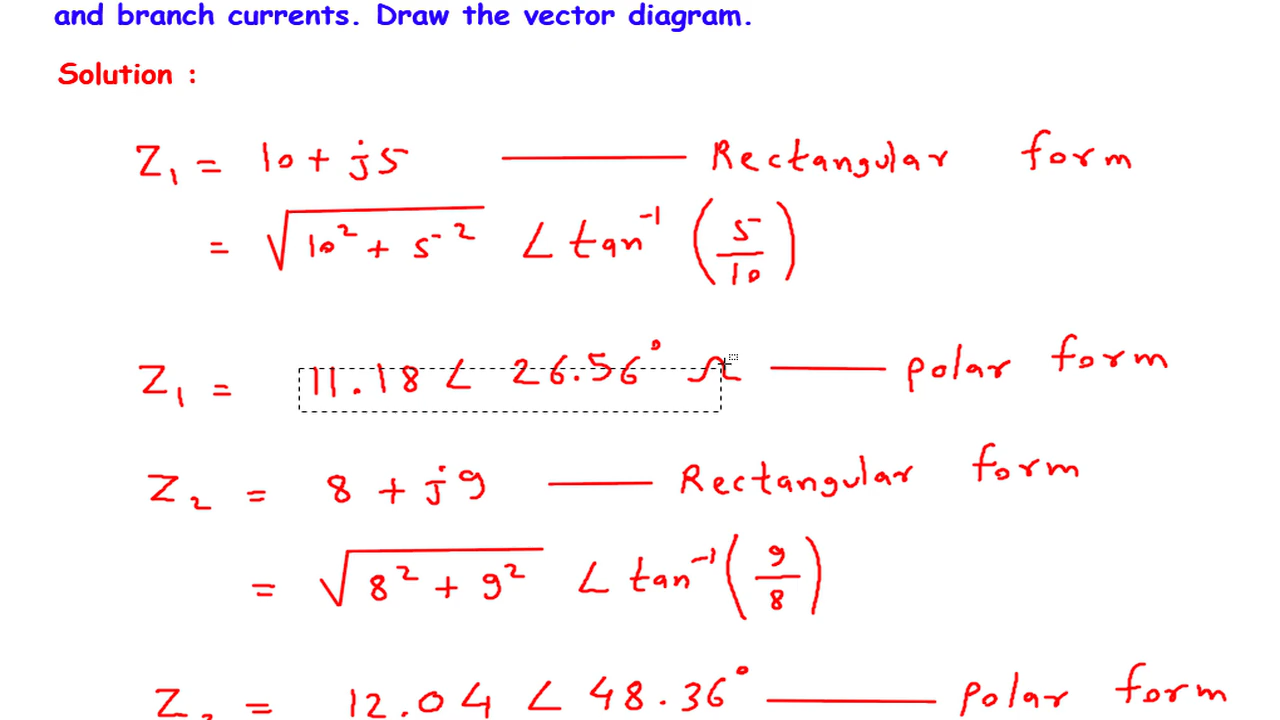 and branch currents. Draw the vector diagram.
Solution :
Z₁ = 10 + j5 —— Rectangular form
= √(10² + 5²) ∠ tan⁻¹ (5/10)
Z₁ = 11.18 ∠ 26.56° Ω —— polar form
Z₂ = 8 + j9 —— Rectangular form
= √(8² + 9²) ∠ tan⁻¹ (9/8)
Z₂ = 12.04 ∠ 48.36° —— polar form